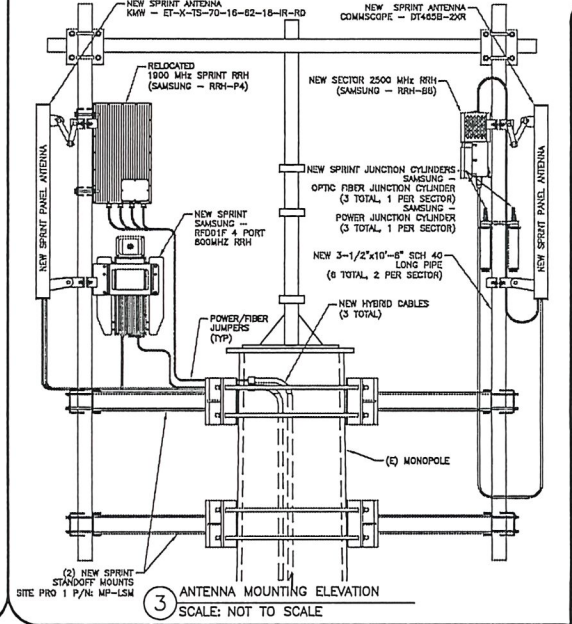 NEW SPRINT ANTENNA
KMW - ET-X-TS-70-16-62-18-IR-RD
NEW SPRINT ANTENNA
COMMSCOPE - DT465B-2XR
RELOCATED
1900 MHz SPRINT RRH
(SAMSUNG - RRH-P4)
NEW SECTOR 2500 MHz RRH
(SAMSUNG - RRH-B8)
NEW SPRINT PANEL ANTENNA
NEW SPRINT PANEL ANTENNA
NEW SPRINT JUNCTION CYLINDERS
SAMSUNG -
OPTIC FIBER JUNCTION CYLINDER
(3 TOTAL, 1 PER SECTOR)
SAMSUNG -
POWER JUNCTION CYLINDER
(3 TOTAL, 1 PER SECTOR)
NEW SPRINT
SAMSUNG -
RFD01F 4 PORT
800MHZ RRH
NEW 3-1/2"x10'-6" SCH 40
LONG PIPE
(6 TOTAL, 2 PER SECTOR)
NEW HYBRID CABLES
(3 TOTAL)
POWER/FIBER
JUMPERS
(TYP)
(E) MONOPOLE
(2) NEW SPRINT
STANDOFF MOUNTS
SITE PRO 1 P/N: MP-LSM
3 ANTENNA MOUNTING ELEVATION
SCALE: NOT TO SCALE